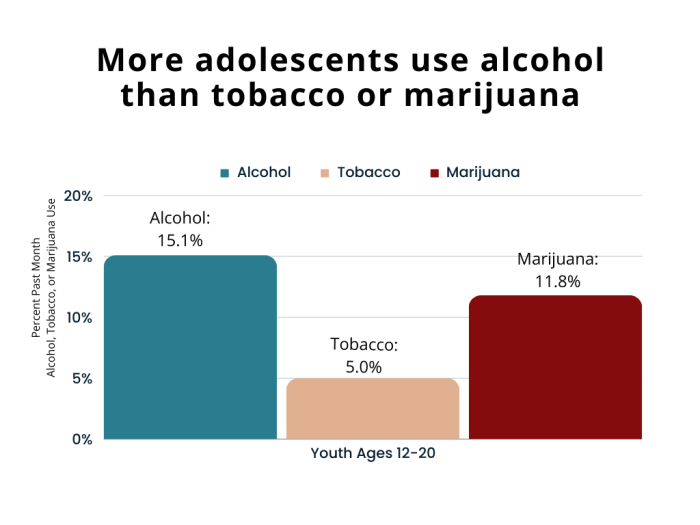 More adolescents use alcohol
than tobacco or marijuana
Alcohol
Tobacco
Marijuana
Percent Past Month
Alcohol, Tobacco, or Marijuana Use
20%
15%
10%
5%
0%
Alcohol:
15.1%
Tobacco:
5.0%
Marijuana:
11.8%
Youth Ages 12-20